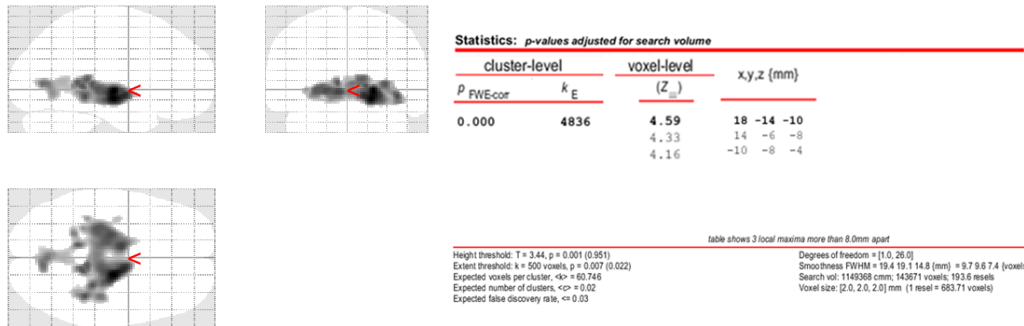 Statistics: p-values adjusted for search volume
cluster-level voxel-level x,y,z {mm}
p FWE-corr k E (Z )
0.000 4836 4.59 18 -14 -10
4.33 14 -6 -8
4.16 -10 -8 -4
table shows 3 local maxima more than 8.0mm apart
Height threshold: T = 3.44, p = 0.001 (0.951)
Extent threshold: k = 500 voxels, p = 0.007 (0.022)
Expected voxels per cluster, <k> = 60.746
Expected number of clusters, <c> = 0.02
Expected false discovery rate, <= 0.03
Degrees of freedom = [1.0, 26.0]
Smoothness FWHM = 19.4 19.1 14.8 {mm} = 9.7 9.6 7.4 {voxels
Search vol: 1149368 cmm; 143671 voxels; 193.6 resels
Voxel size: [2.0, 2.0, 2.0] mm (1 resel = 683.71 voxels)